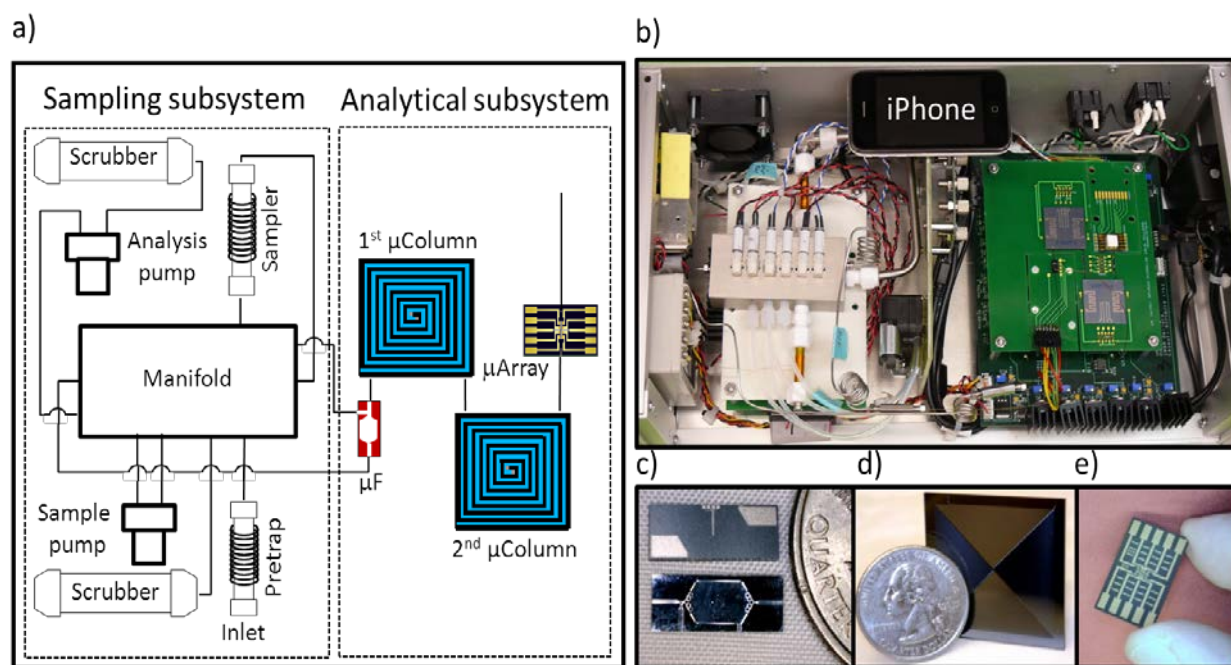 a)
Sampling subsystem
Analytical subsystem
Scrubber
Sampler
Analysis
pump
1st μColumn
μArray
Manifold
μF
Sample
pump
Pretrap
2nd μColumn
Scrubber
Inlet
b)
iPhone
c)
QUARTER
d)
e)